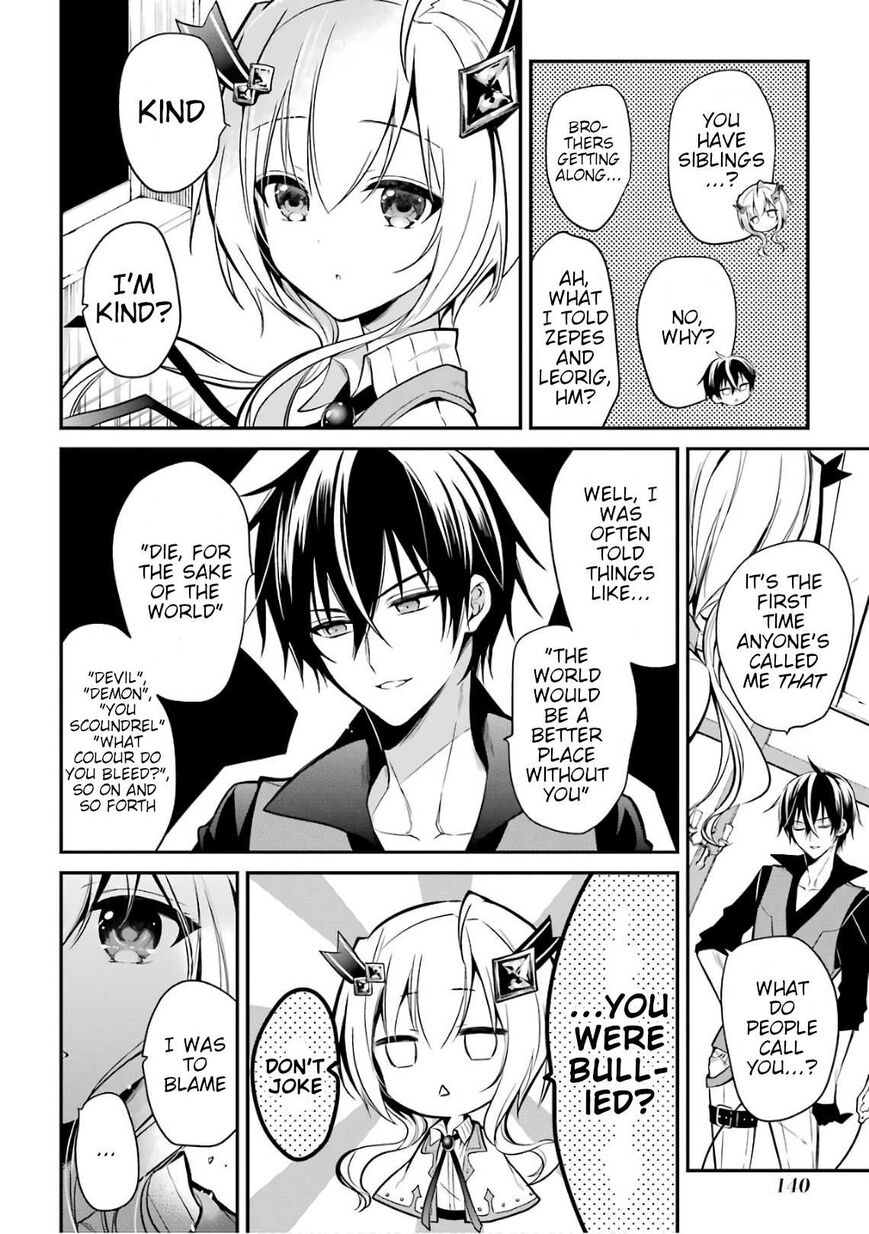 YOU
HAVE
SIBLINGS
...?
BRO-
THERS
GETTING
ALONG...
NO,
WHY?
AH,
WHAT
I TOLD
ZEPES
AND
LEORIG,
HM?
KIND
I'M
KIND?
IT'S THE
FIRST
TIME
ANYONE'S
CALLED
ME THAT
WHAT
DO
PEOPLE
CALL
YOU...?
WELL, I
WAS
OFTEN
TOLD
THINGS
LIKE...
"THE
WORLD
WOULD
BE A
BETTER
PLACE
WITHOUT
YOU"
"DIE, FOR
THE SAKE
OF THE
WORLD"
"DEVIL",
"DEMON",
"YOU
SCOUNDREL"
"WHAT
COLOUR DO
YOU BLEED?",
SO ON AND
SO FORTH
...YOU
WERE
BULL-
IED?
DON'T
JOKE
I WAS
TO
BLAME
...
140